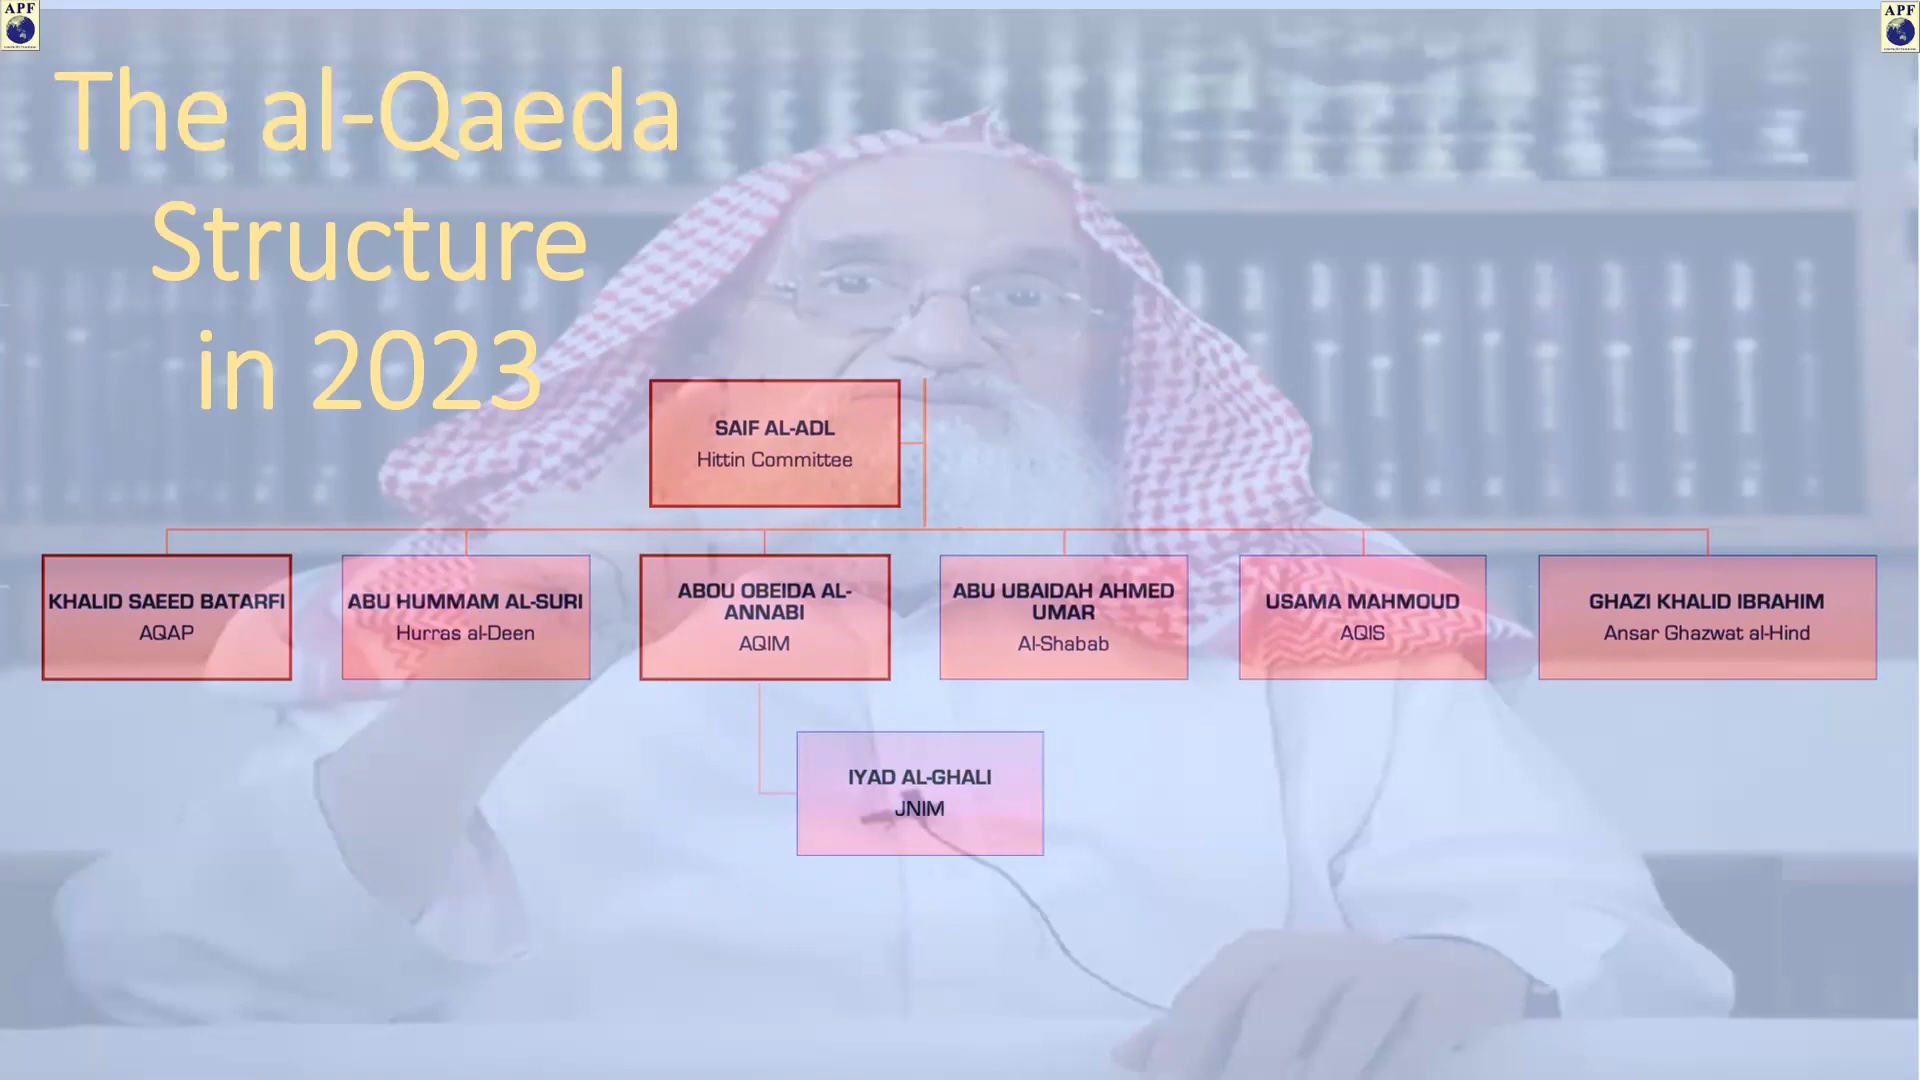 APF
APF
The al-Qaeda
Structure
in 2023
SAIF AL-ADL
Hittin Committee
KHALID SAEED BATARFI
AQAP
ABU HUMMAM AL-SURI
Hurras al-Deen
ABOU OBEIDA AL-
ANNABI
AQIM
ABU UBAIDAH AHMED
UMAR
Al-Shabab
USAMA MAHMOUD
AQIS
GHAZI KHALID IBRAHIM
Ansar Ghazwat al-Hind
IYAD AL-GHALI
JNIM